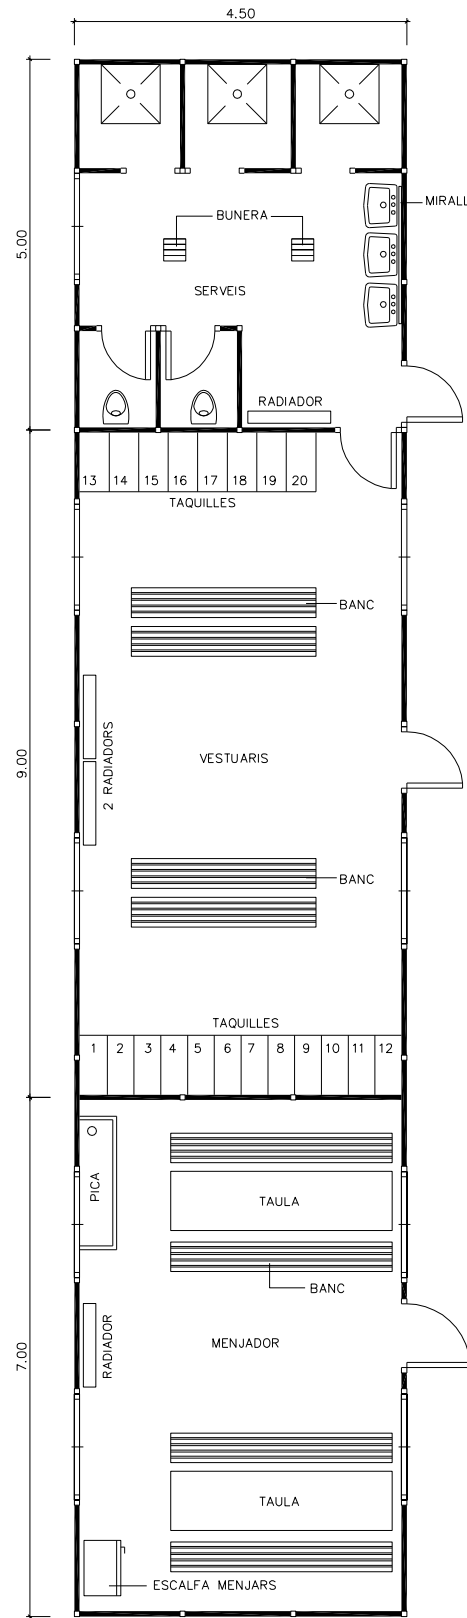 4.50
MIRALL
BUNERA
5.00
SERVEIS
RADIADOR
13 14 15 16 17 18 19 20
TAQUILLES
BANC
2 RADIADORS
9.00
VESTUARIS
BANC
TAQUILLES
1 2 3 4 5 6 7 8 9 10 11 12
PICA
TAULA
BANC
RADIADOR
MENJADOR
7.00
TAULA
ESCALFA MENJARS